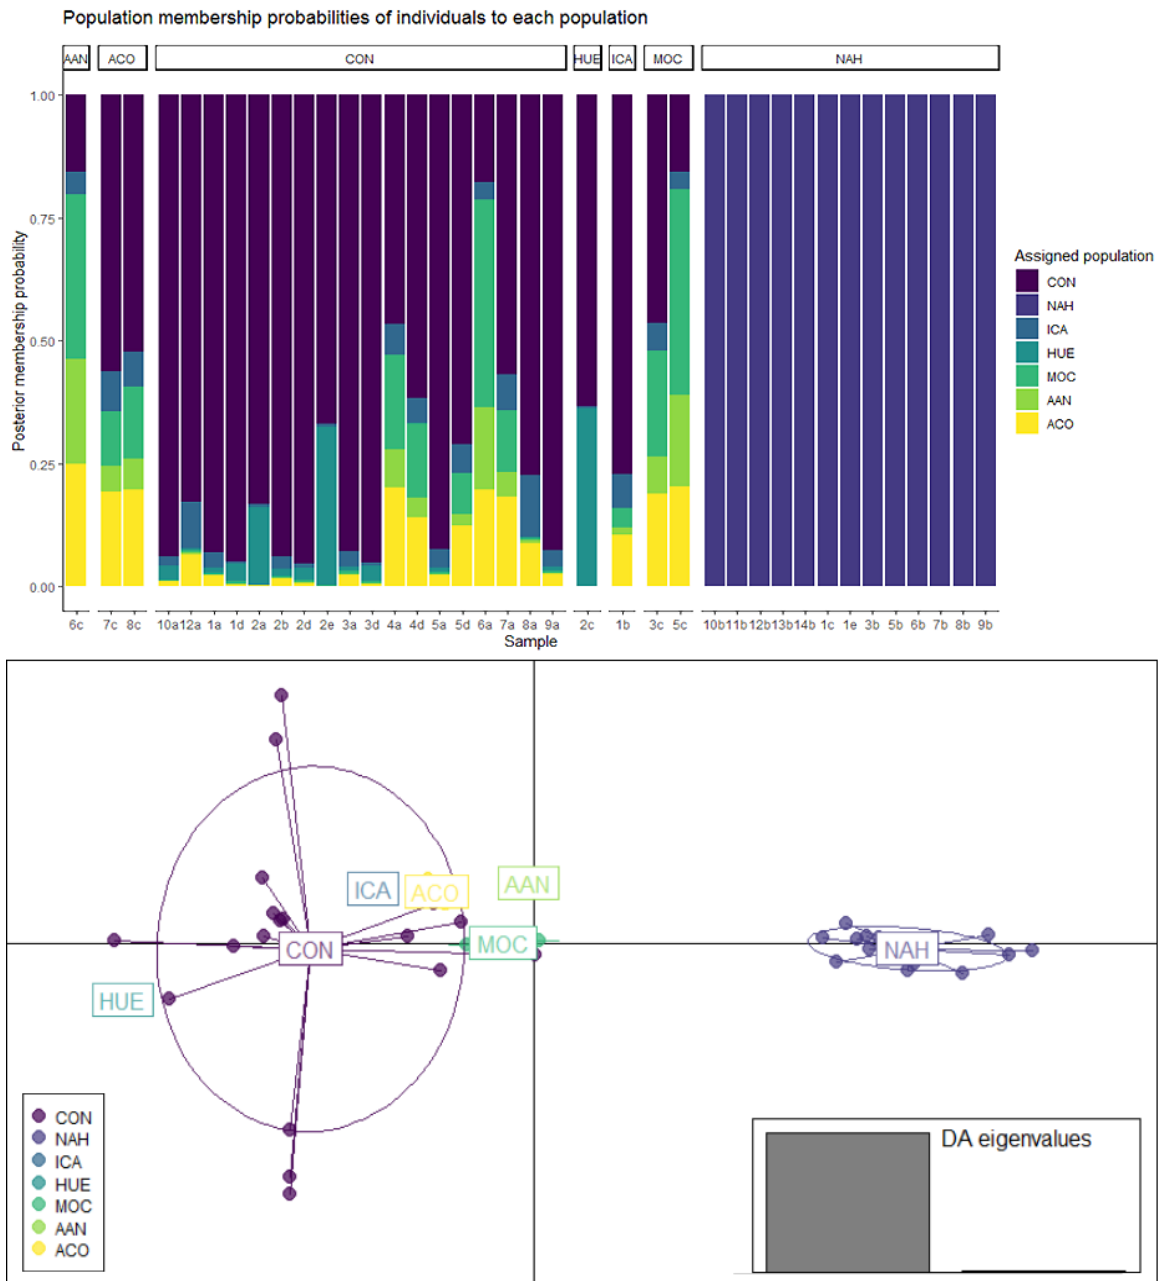 Population membership probabilities of individuals to each population
AAN ACO CON HUE ICA MOC NAH
1.00
0.75
0.50
0.25
0.00
Posterior membership probability
6c 7c 8c 10a 12a 1a 1d 2a 2b 2d 2e 3a 3d 4a 4d 5a 5d 6a 7a 8a 9a 2c 1b 3c 5c 10b 11b 12b 13b 14b 1c 1e 3b 5b 6b 7b 8b 9b
Sample
Assigned population
CON
NAH
ICA
HUE
MOC
AAN
ACO
ICA ACO AAN
CON MOC NAH
HUE
CON
NAH
ICA
HUE
MOC
AAN
ACO
DA eigenvalues